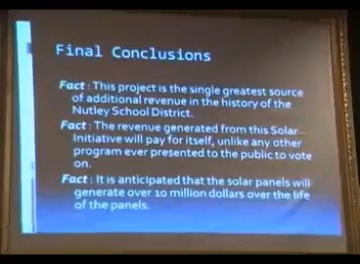 Final Conclusions
Fact : This project is the single greatest source
of additional revenue in the history of the
Nutley School District.
Fact : The revenue generated from this Solar
Initiative will pay for itself, unlike any other
program ever presented to the public to vote
on.
Fact : It is anticipated that the solar panels will
generate over 10 million dollars over the life
of the panels.